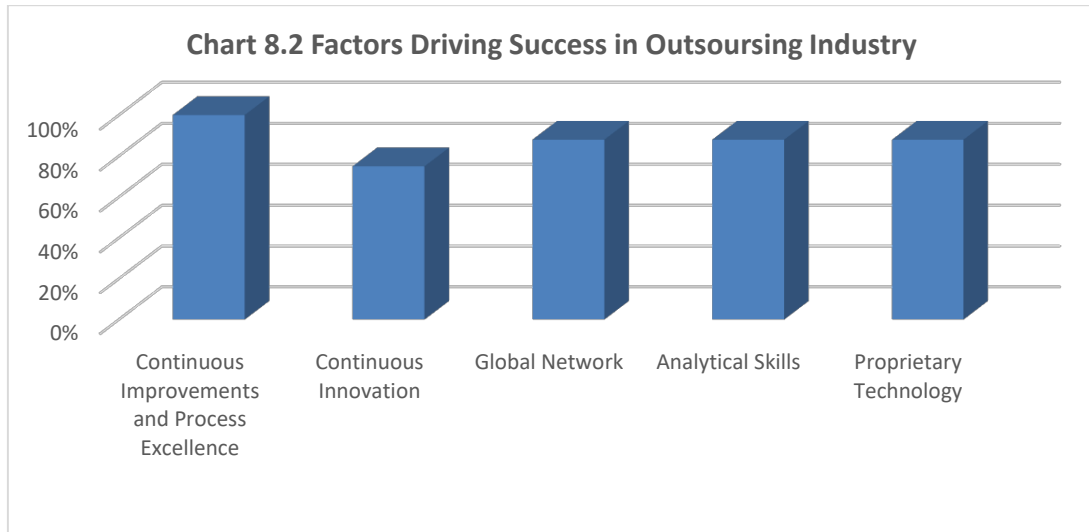 Chart 8.2 Factors Driving Success in Outsoursing Industry
100%
80%
60%
40%
20%
0%
Continuous
Improvements
and Process
Excellence
Continuous
Innovation
Global Network
Analytical Skills
Proprietary
Technology